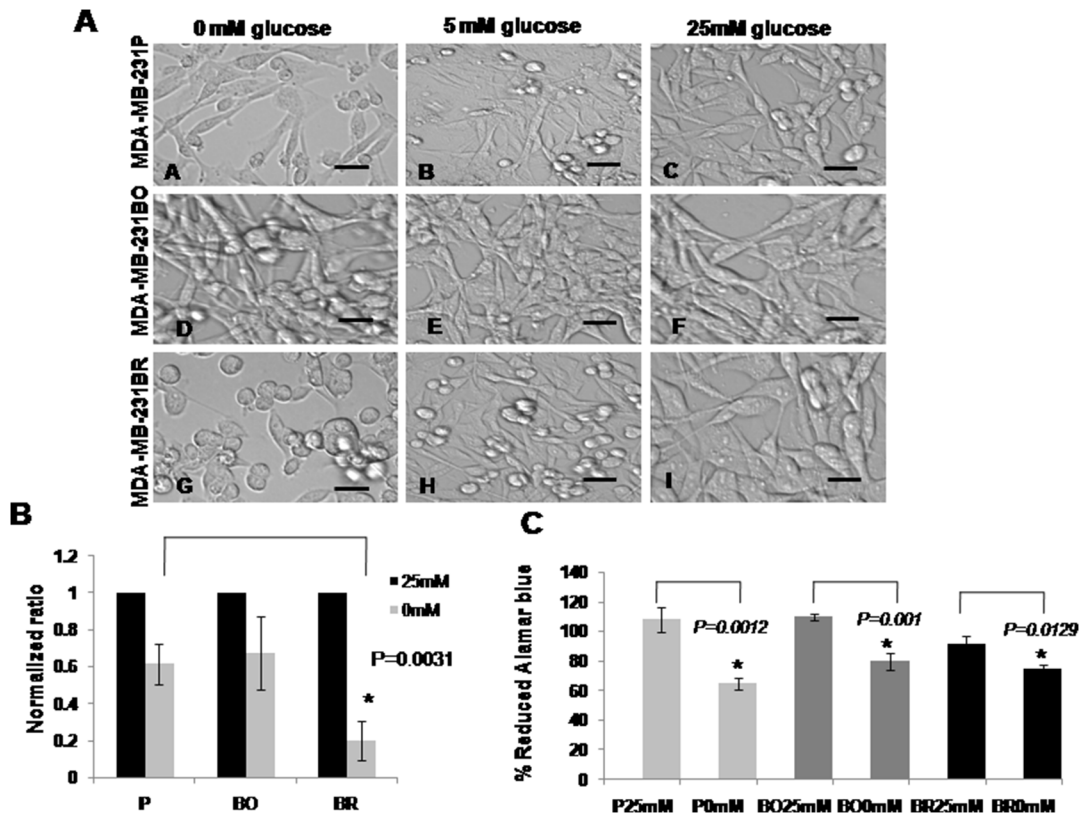 A
0 mM glucose
5 mM glucose
25mM glucose
MDA-MB-231P
A
B
C
MDA-MB-231BO
D
E
F
MDA-MB-231BR
G
H
I
B
Normalized ratio
1.2
1
0.8
0.6
0.4
0.2
0
25mM
0mM
P=0.0031
*
P
BO
BR
C
% Reduced Alamar blue
140
120
100
80
60
40
20
0
P=0.0012
P=0.001
P=0.0129
*
*
*
P25mM
P0mM
BO25mM
BO0mM
BR25mM
BR0mM